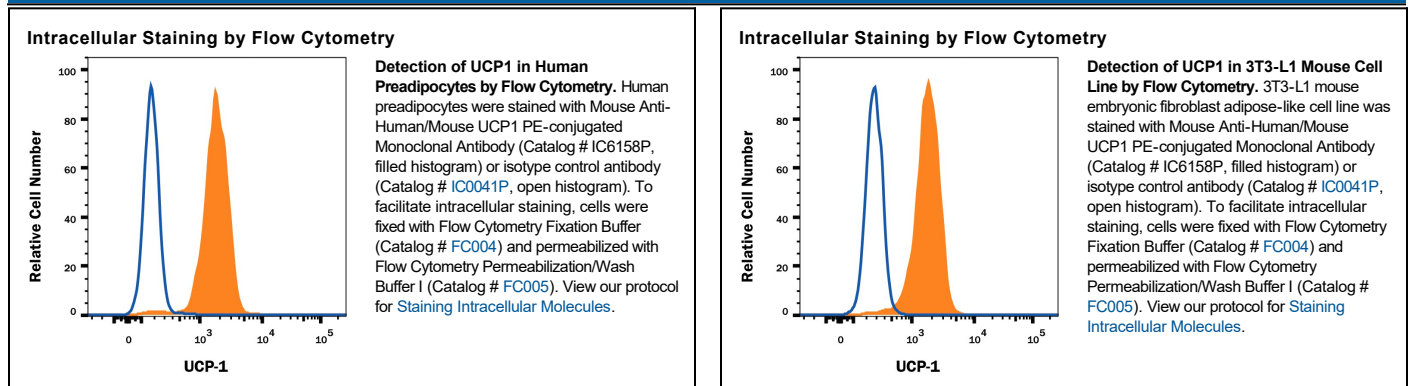 Intracellular Staining by Flow Cytometry
100
80
60
40
20
0
Relative Cell Number
0
10³
10⁴
10⁵
UCP-1
Detection of UCP1 in Human
Preadipocytes by Flow Cytometry. Human
preadipocytes were stained with Mouse Anti-
Human/Mouse UCP1 PE-conjugated
Monoclonal Antibody (Catalog # IC6158P,
filled histogram) or isotype control antibody
(Catalog # IC0041P, open histogram). To
facilitate intracellular staining, cells were
fixed with Flow Cytometry Fixation Buffer
(Catalog # FC004) and permeabilized with
Flow Cytometry Permeabilization/Wash
Buffer I (Catalog # FC005). View our protocol
for Staining Intracellular Molecules.
Intracellular Staining by Flow Cytometry
100
80
60
40
20
0
Relative Cell Number
0
10³
10⁴
10⁵
UCP-1
Detection of UCP1 in 3T3-L1 Mouse Cell
Line by Flow Cytometry. 3T3-L1 mouse
embryonic fibroblast adipose-like cell line was
stained with Mouse Anti-Human/Mouse
UCP1 PE-conjugated Monoclonal Antibody
(Catalog # IC6158P, filled histogram) or
isotype control antibody (Catalog # IC0041P,
open histogram). To facilitate intracellular
staining, cells were fixed with Flow Cytometry
Fixation Buffer (Catalog # FC004) and
permeabilized with Flow Cytometry
Permeabilization/Wash Buffer I (Catalog #
FC005). View our protocol for Staining
Intracellular Molecules.